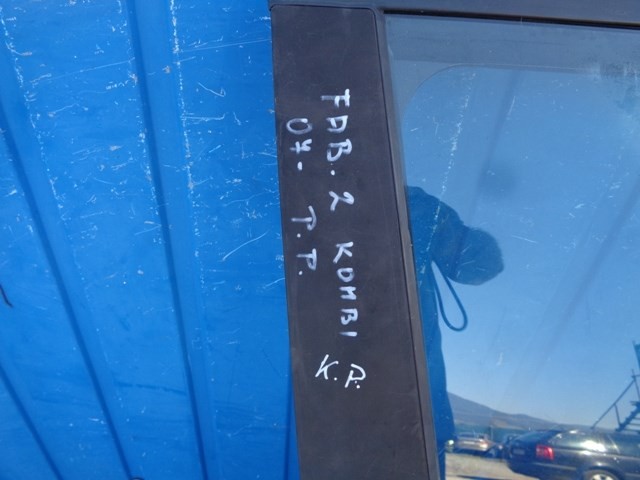 FAB. 2 KOMBI
07- P.P.
K.P.